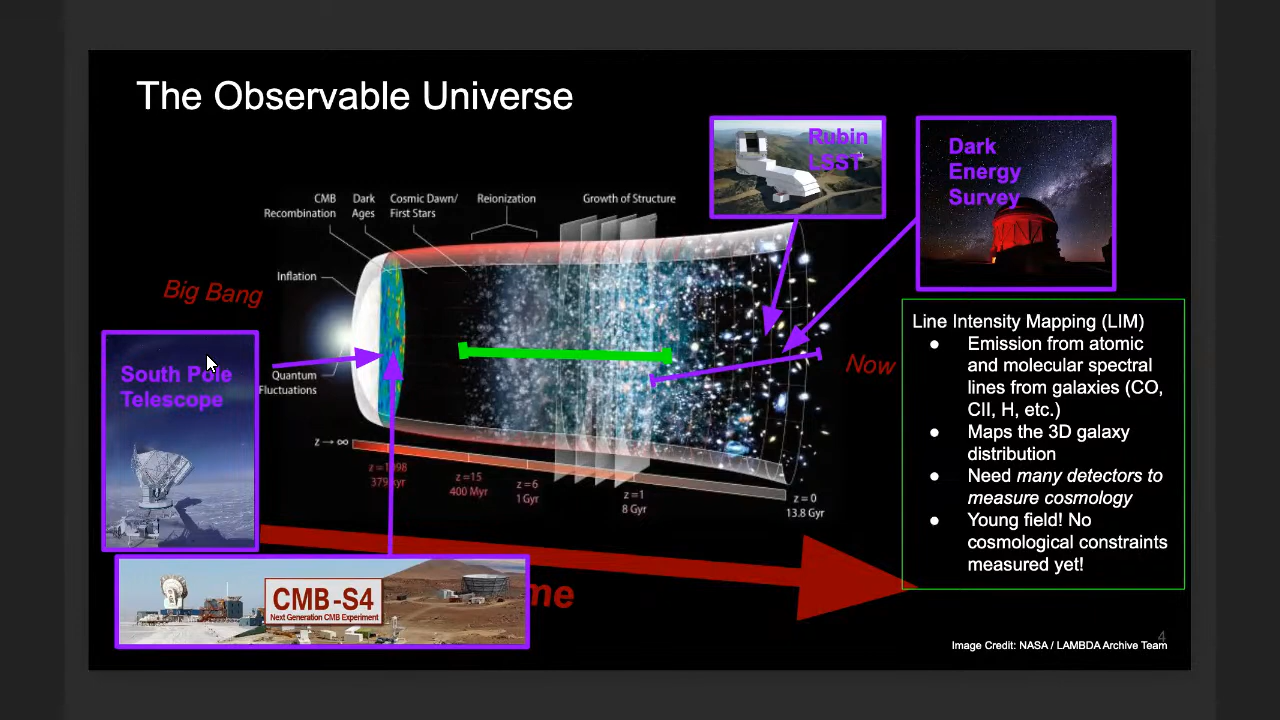 The Observable Universe
Rubin
LSST
Dark
Energy
Survey
CMB
Recombination
Dark
Ages
Cosmic Dawn/
First Stars
Reionization
Growth of Structure
Inflation
Big Bang
South Pole
Telescope
Quantum
Fluctuations
Now
z → ∞
z=1098
379 kyr
z=15
400 Myr
z=6
1 Gyr
z=1
8 Gyr
z=0
13.8 Gyr
me
CMB-S4
Next Generation CMB Experiment
Line Intensity Mapping (LIM)
● Emission from atomic
and molecular spectral
lines from galaxies (CO,
CII, H, etc.)
● Maps the 3D galaxy
distribution
● Need many detectors to
measure cosmology
● Young field! No
cosmological constraints
measured yet!
4
Image Credit: NASA / LAMBDA Archive Team